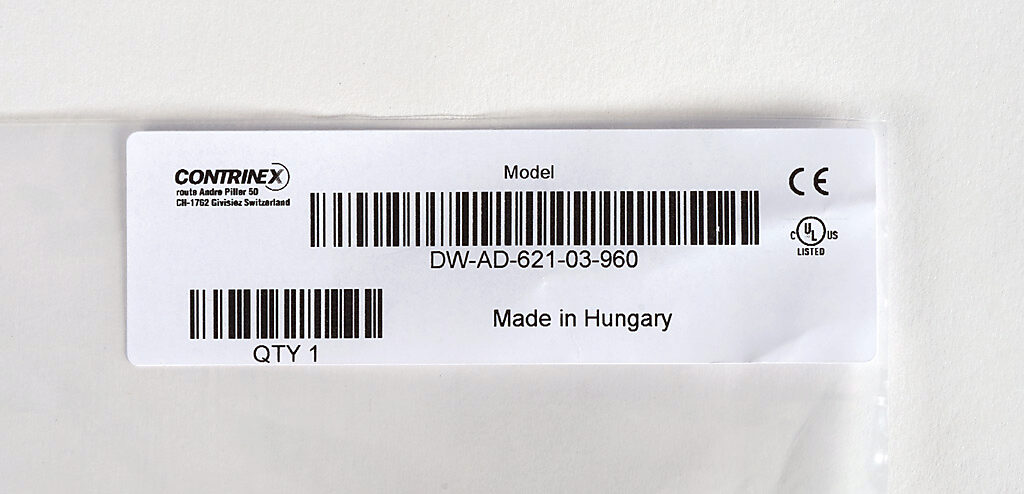 CONTRINEX
route André Piller 50
CH-1762 Givisiez Switzerland
Model
DW-AD-621-03-960
CE
C UL US
LISTED
QTY 1
Made in Hungary